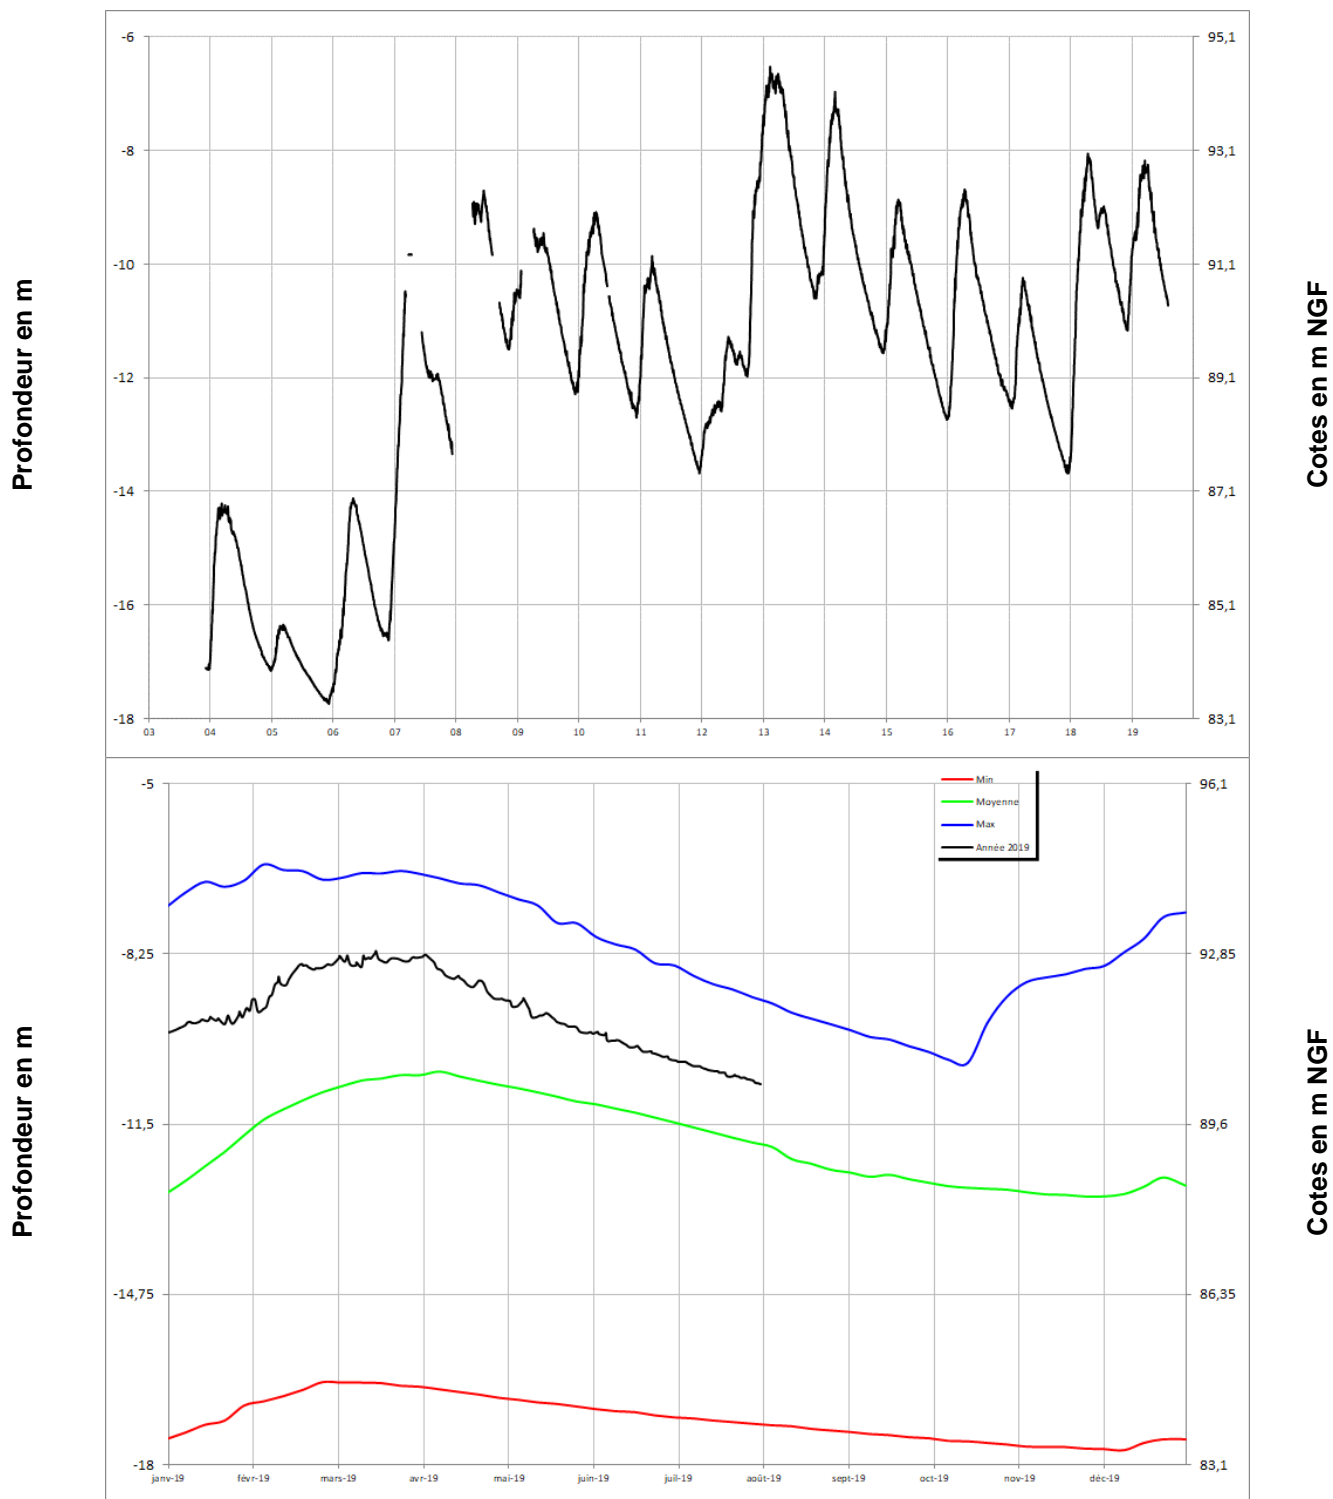 Profondeur en m
-6
-8
-10
-12
-14
-16
-18
95,1
93,1
91,1
89,1
87,1
85,1
83,1
Cotes en m NGF
03 04 05 06 07 08 09 10 11 12 13 14 15 16 17 18 19
Profondeur en m
-5
-8,25
-11,5
-14,75
-18
Min
Moyenne
Max
Année 2019
96,1
92,85
89,6
86,35
83,1
Cotes en m NGF
janv-19 févr-19 mars-19 avr-19 mai-19 juin-19 juil-19 août-19 sept-19 oct-19 nov-19 déc-19